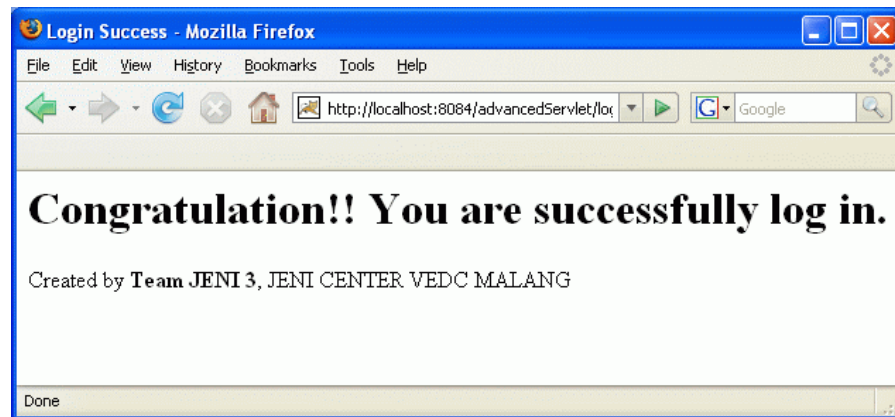 Login Success - Mozilla Firefox
File Edit View History Bookmarks Tools Help
http://localhost:8084/advancedServlet/log G Google
Congratulation!! You are successfully log in.
Created by Team JENI 3, JENI CENTER VEDC MALANG
Done